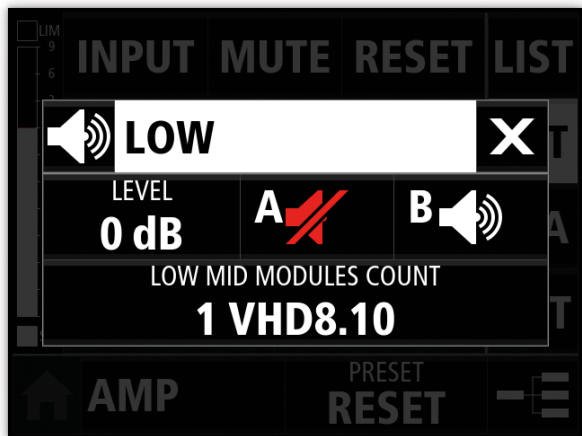 LIM
9
6
3
INPUT MUTE RESET LIST
LOW X
LEVEL
0 dB
A
B
LOW MID MODULES COUNT
1 VHD8.10
AMP
PRESET
RESET